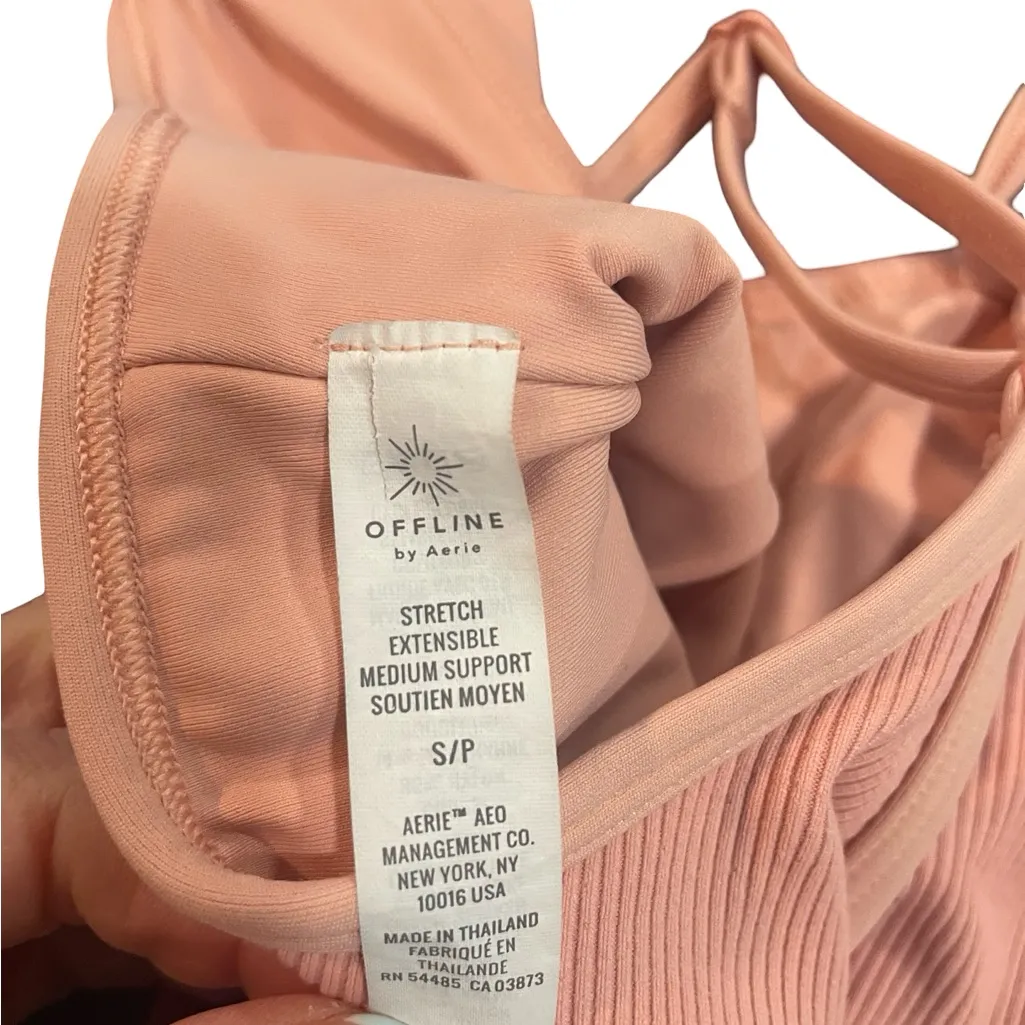 OFFLINE
by Aerie
STRETCH
EXTENSIBLE
MEDIUM SUPPORT
SOUTIEN MOYEN
S/P
AERIE™ AEO
MANAGEMENT CO.
NEW YORK, NY
10016 USA
MADE IN THAILAND
FABRIQUÉ EN
THAILANDE
RN 54485 CA 03873